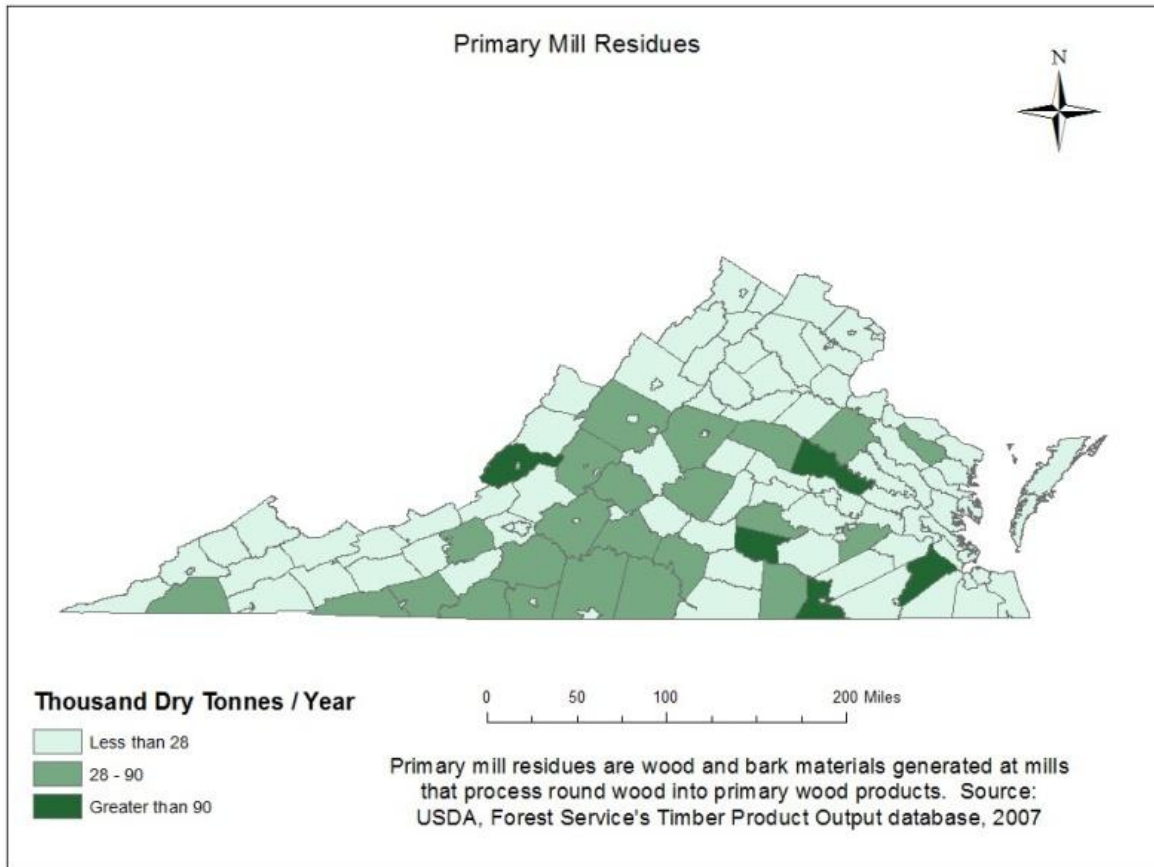 Primary Mill Residues
N
Thousand Dry Tonnes / Year
Less than 28
28 - 90
Greater than 90
0 50 100 200 Miles
Primary mill residues are wood and bark materials generated at mills
that process round wood into primary wood products. Source:
USDA, Forest Service's Timber Product Output database, 2007